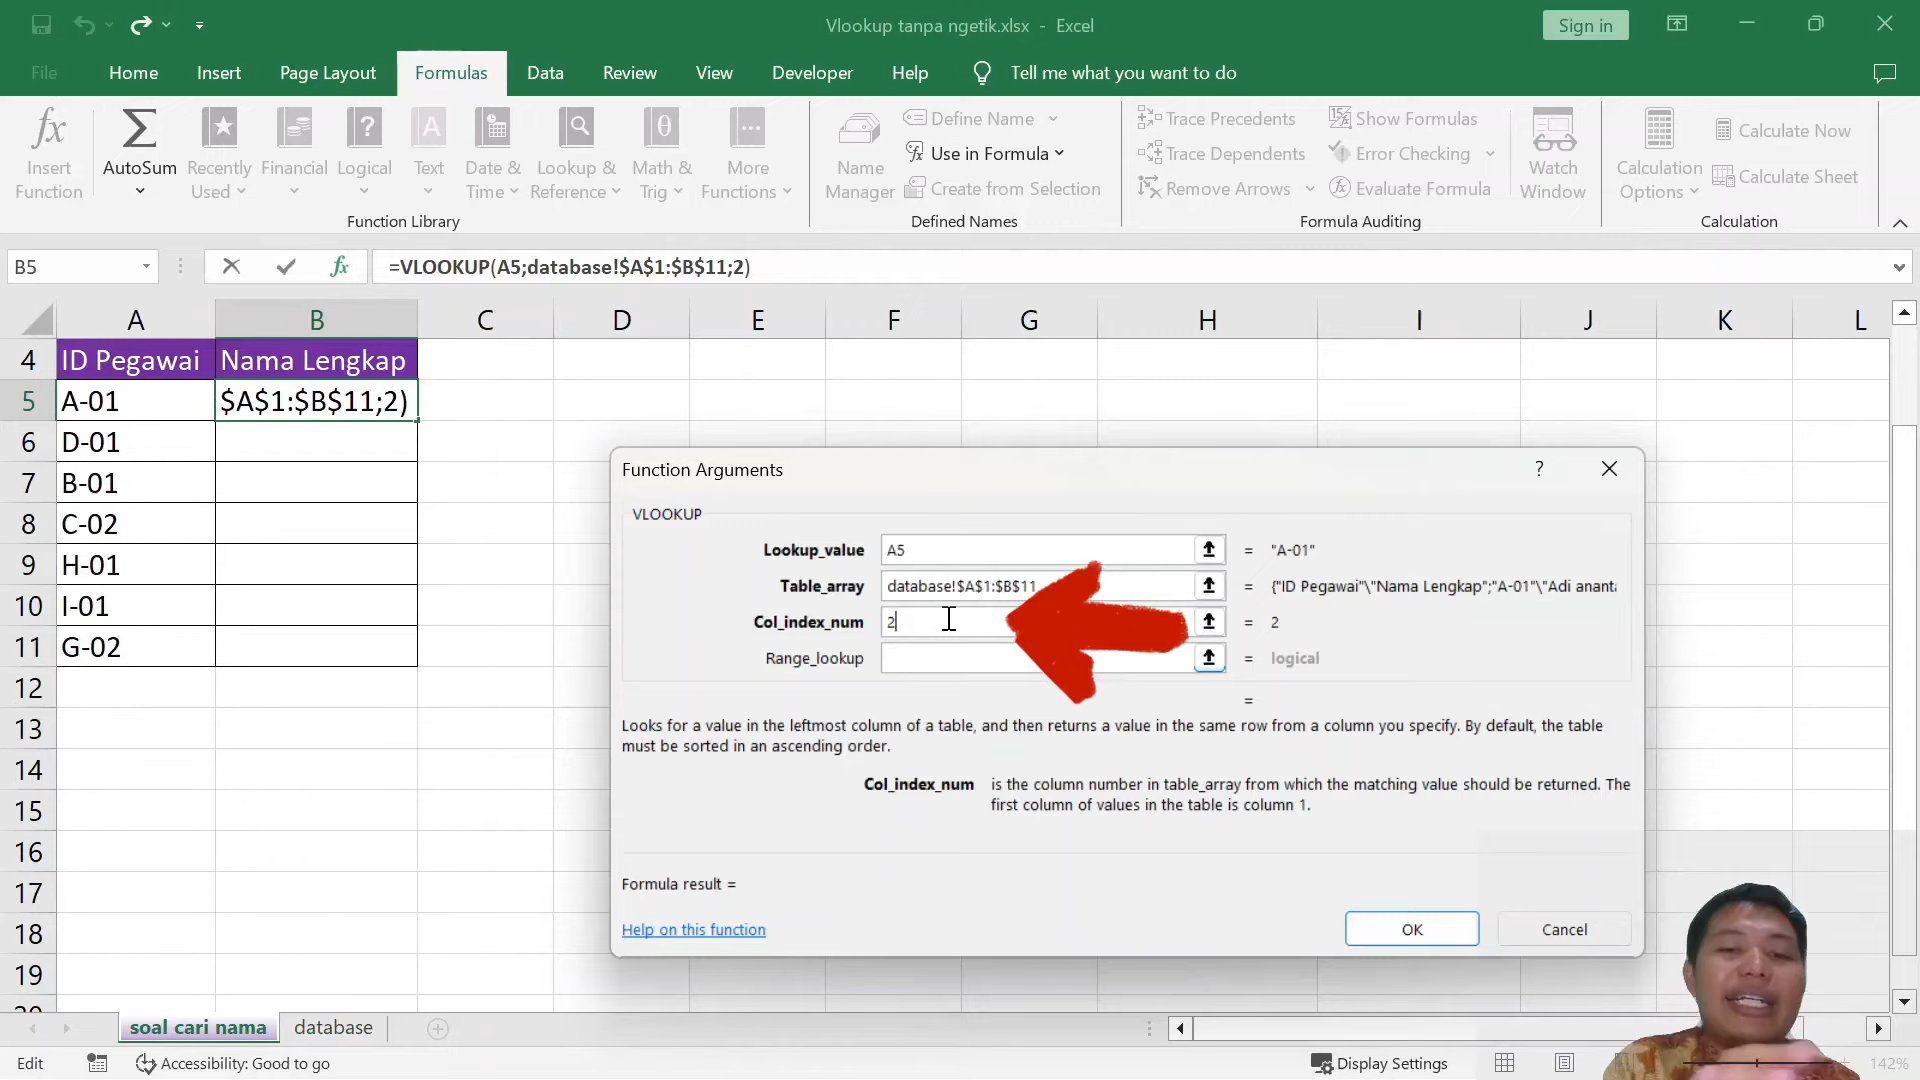 Vlookup tanpa ngetik.xlsx - Excel
Sign in
File Home Insert Page Layout Formulas Data Review View Developer Help Tell me what you want to do
Insert Function
AutoSum
Recently Used
Financial
Logical
Text
Date & Time
Lookup & Reference
Math & Trig
More Functions
Function Library
Name Manager
Define Name
Use in Formula
Create from Selection
Defined Names
Trace Precedents
Trace Dependents
Remove Arrows
Show Formulas
Error Checking
Evaluate Formula
Formula Auditing
Watch Window
Calculation Options
Calculate Now
Calculate Sheet
Calculation
B5 fx =VLOOKUP(A5;database!$A$1:$B$11;2)
A B C D E F G H I J K L
4 ID Pegawai Nama Lengkap
5 A-01 $A$1:$B$11;2)
6 D-01
7 B-01
8 C-02
9 H-01
10 I-01
11 G-02
12
13
14
15
16
17
18
19
Function Arguments ?
VLOOKUP
Lookup_value A5 = "A-01"
Table_array database!$A$1:$B$11 = {"ID Pegawai"\"Nama Lengkap";"A-01"\"Adi ananta
Col_index_num 2 = 2
Range_lookup = logical
=
Looks for a value in the leftmost column of a table, and then returns a value in the same row from a column you specify. By default, the table
must be sorted in an ascending order.
Col_index_num is the column number in table_array from which the matching value should be returned. The
first column of values in the table is column 1.
Formula result =
Help on this function
OK Cancel
soal cari nama database
Edit Accessibility: Good to go Display Settings 142%